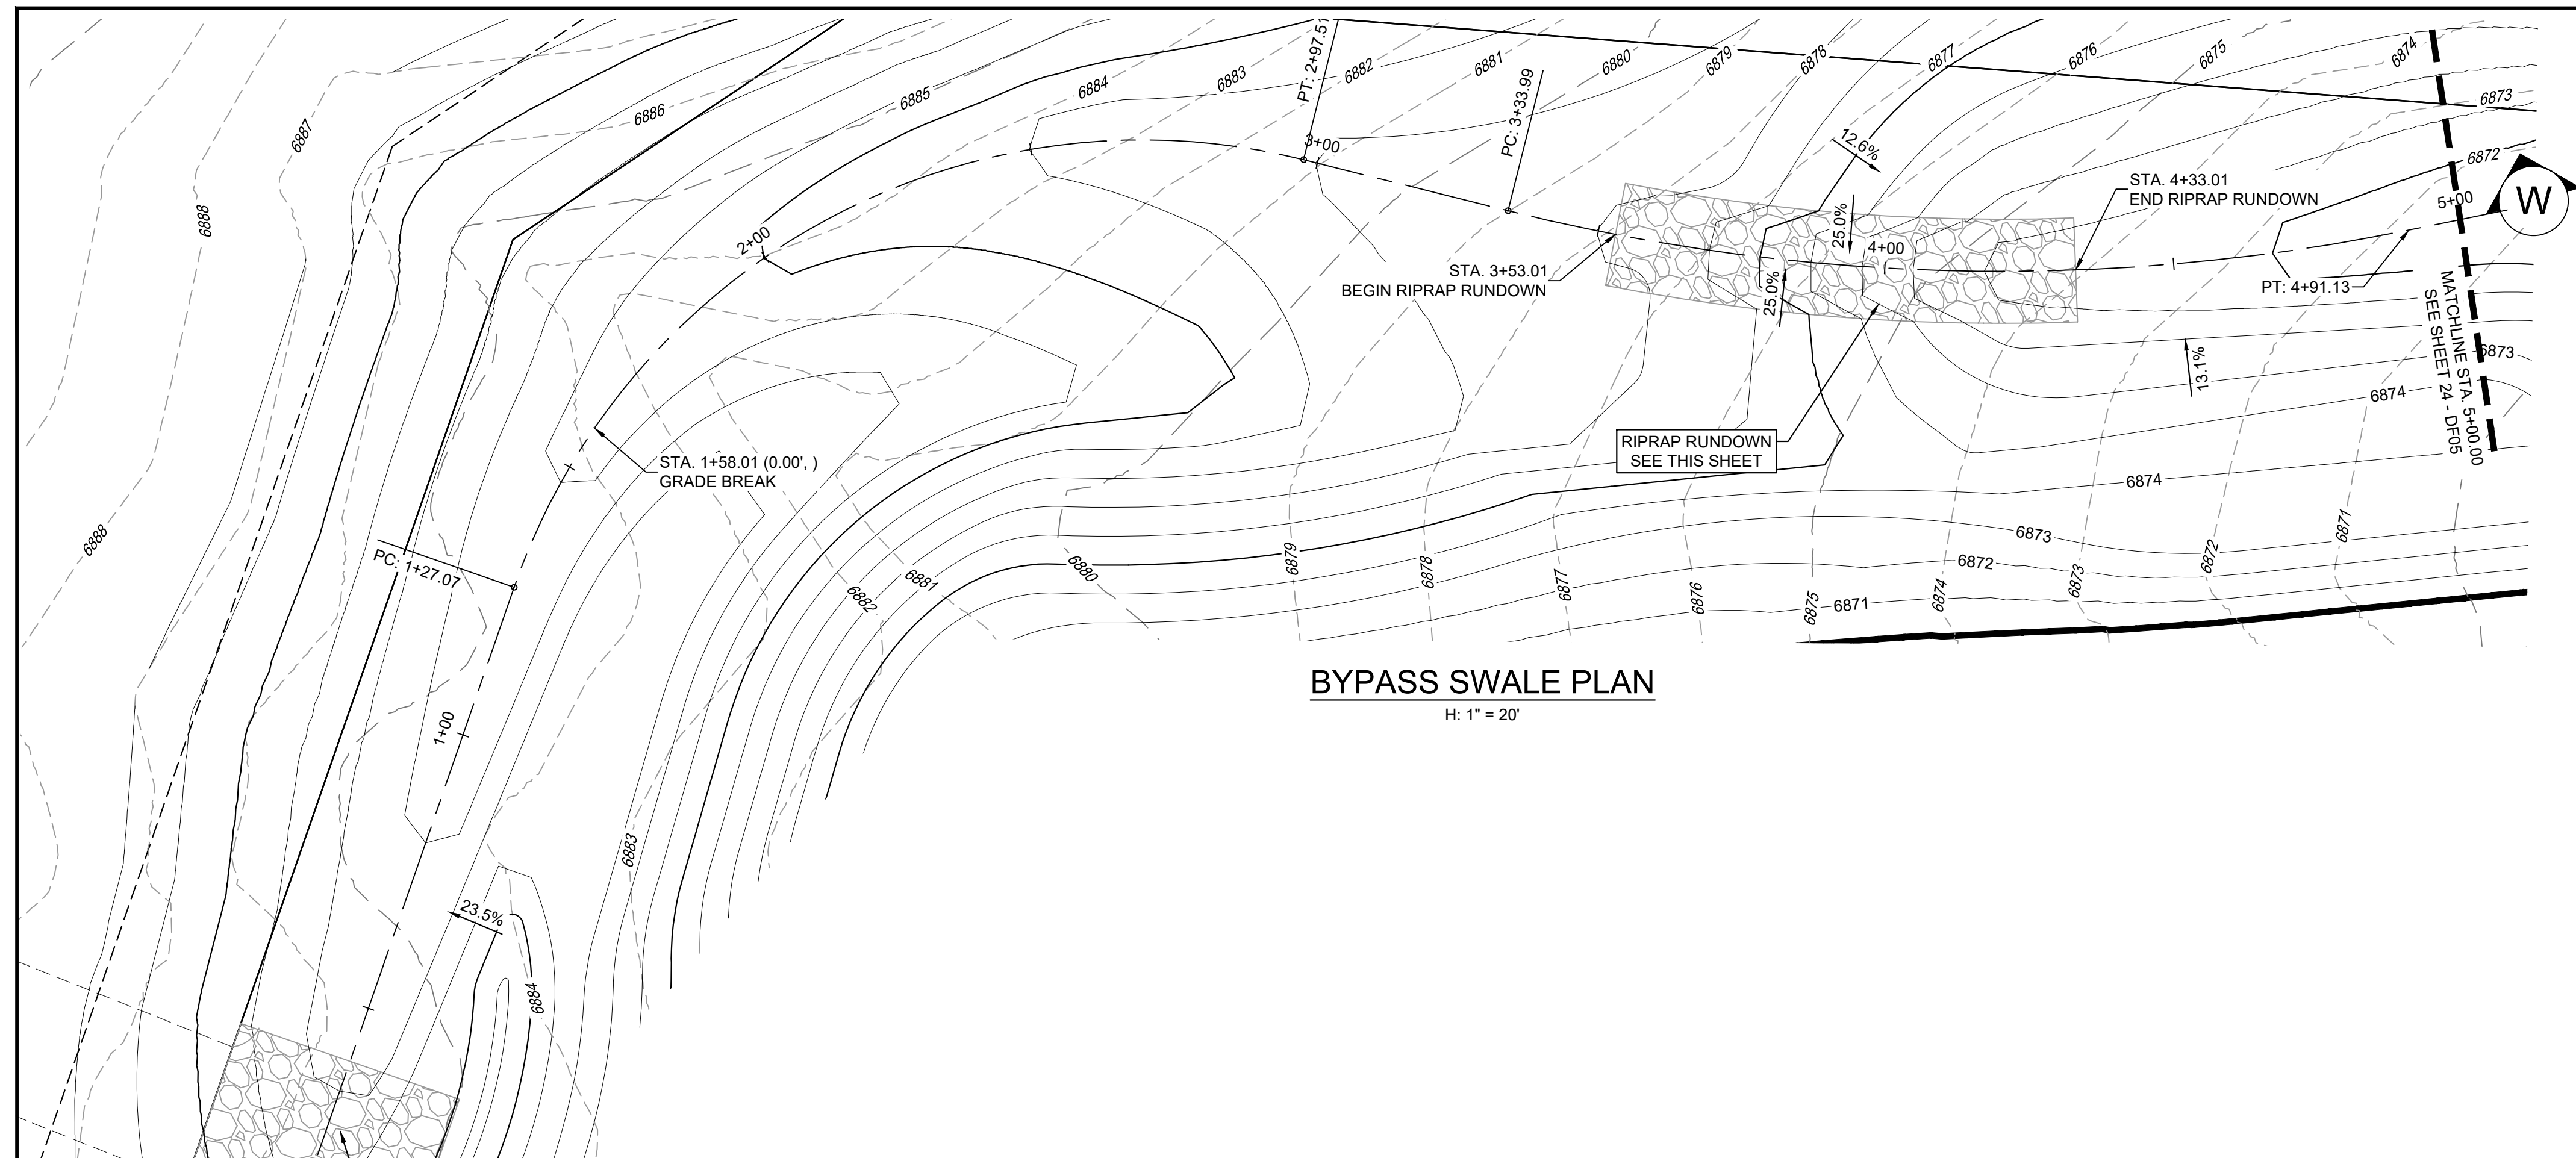 PT: 2+97.51
6874
6876
6875
6877
6878
6879
6880
6881
6882
6883
6884
6885
6886
6887
6888
6873
PC: 3+33.99
3+00
12.6%
6872
STA. 4+33.01
END RIPRAP RUNDOWN
5+00
W
2+00
25.0%
4+00
STA. 3+53.01
BEGIN RIPRAP RUNDOWN
25.0%
PT: 4+91.13
MATCHLINE STA. 5+00.00
SEE SHEET 24 - DF05
6873
13.1%
6874
RIPRAP RUNDOWN
SEE THIS SHEET
STA. 1+58.01 (0.00', )
GRADE BREAK
6874
6888
PC: 1+27.07
6873
6871
6872
6872
6873
6874
6871
6875
6876
6877
6878
6879
6880
6881
6882
BYPASS SWALE PLAN
H: 1" = 20'
1+00
6883
23.5%
6884